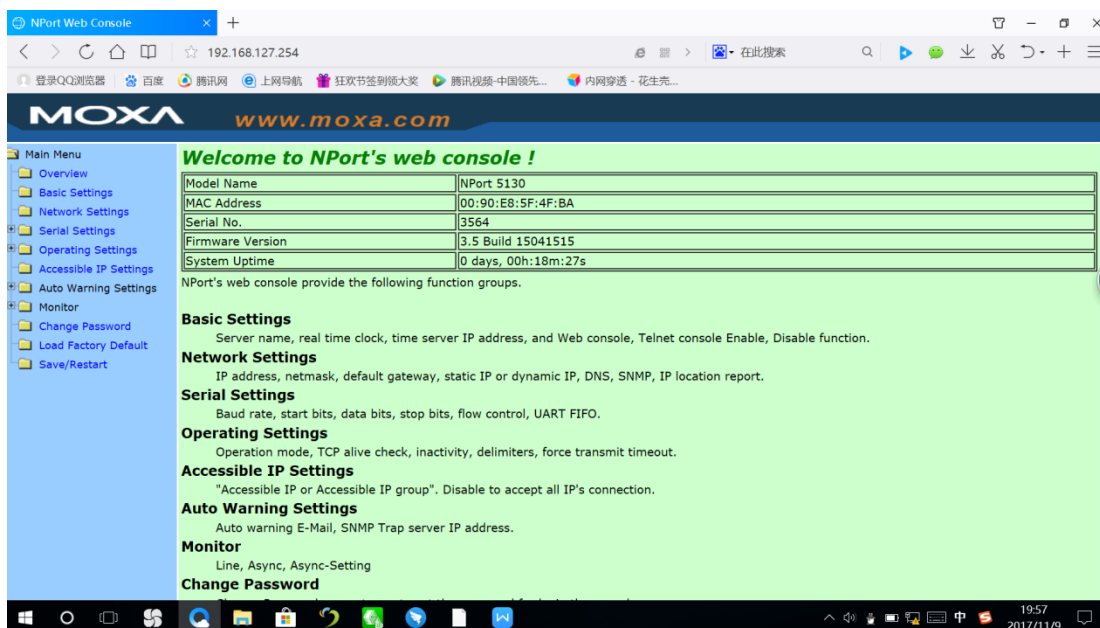 NPort Web Console
192.168.127.254
在此搜索
登录QQ浏览器 百度 腾讯网 上网导航 狂欢节签到领大奖 腾讯视频-中国领先... 内网穿透 - 花生壳...
MOXA www.moxa.com
Main Menu
Overview
Basic Settings
Network Settings
Serial Settings
Operating Settings
Accessible IP Settings
Auto Warning Settings
Monitor
Change Password
Load Factory Default
Save/Restart
Welcome to NPort's web console !
Model Name NPort 5130
MAC Address 00:90:E8:5F:4F:BA
Serial No. 3564
Firmware Version 3.5 Build 15041515
System Uptime 0 days, 00h:18m:27s
NPort's web console provide the following function groups.
Basic Settings
Server name, real time clock, time server IP address, and Web console, Telnet console Enable, Disable function.
Network Settings
IP address, netmask, default gateway, static IP or dynamic IP, DNS, SNMP, IP location report.
Serial Settings
Baud rate, start bits, data bits, stop bits, flow control, UART FIFO.
Operating Settings
Operation mode, TCP alive check, inactivity, delimiters, force transmit timeout.
Accessible IP Settings
"Accessible IP or Accessible IP group". Disable to accept all IP's connection.
Auto Warning Settings
Auto warning E-Mail, SNMP Trap server IP address.
Monitor
Line, Async, Async-Setting
Change Password
中
19:57
2017/11/9